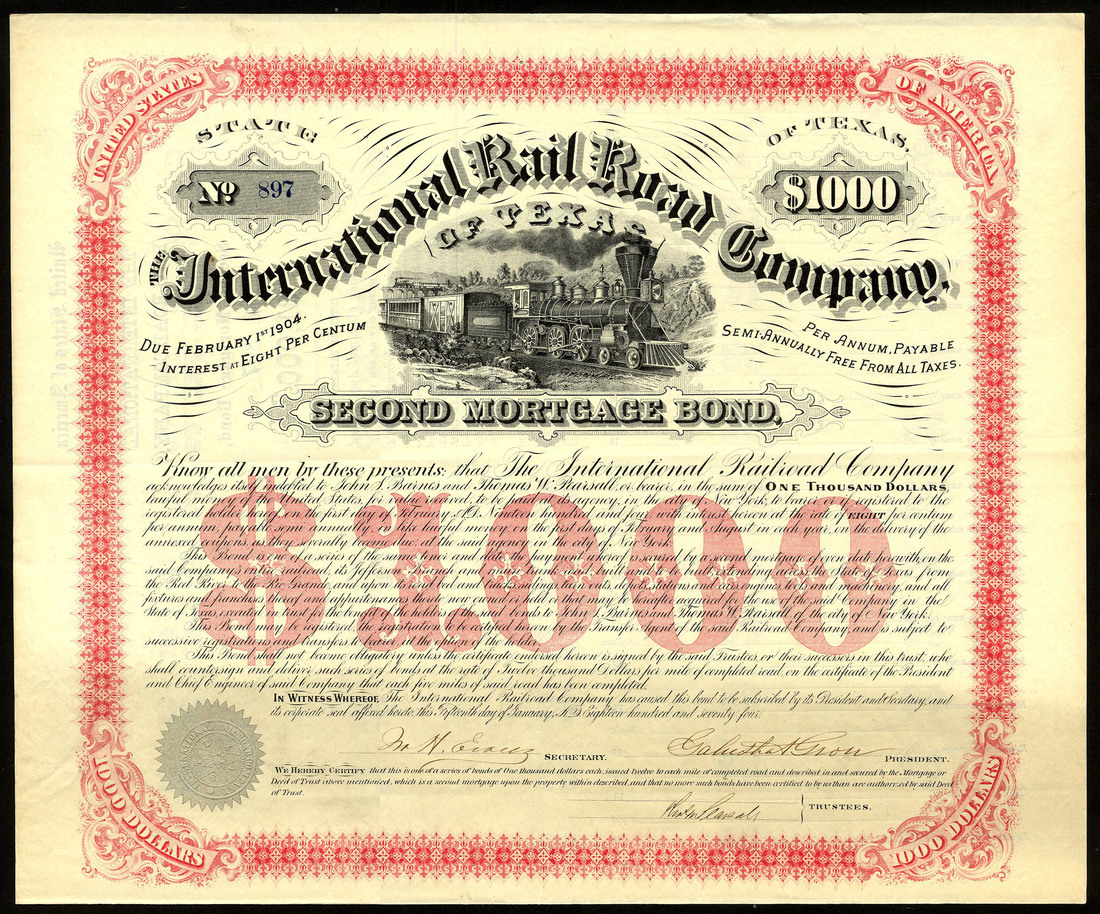 UNITED STATES
OF AMERICA
STATE
OF TEXAS.
No 897
$1000
THE International Rail Road Company.
OF TEXAS
DUE FEBRUARY 1ST 1904.
INTEREST AT EIGHT PER CENTUM
PER ANNUM, PAYABLE
SEMI-ANNUALLY FREE FROM ALL TAXES.
SECOND MORTGAGE BOND,
$1000
Know all men by these presents: that The International Railroad Company
acknowledges itself indebted to John S. Barnes and Thomas W. Pearsall, or bearer, in the sum of ONE THOUSAND DOLLARS,
lawful money of the United States, for value received, to be paid at its agency, in the city of New York, to bearer, or if registered to the
registered holder hereof on the first day of February, A.D. nineteen hundred and four, with interest thereon at the rate of EIGHT per centum
per annum, payable semi annually, in like lawful money, on the first days of February and August in each year, on the delivery of the
annexed coupons as they severally become due, at the said agency in the city of New York.
This Bond is one of a series of the same tenor and date, the payment of which is secured by a second mortgage of even date herewith, on the
said Company's entire railroad, its Jefferson branch and main trunk, said built and to be built, extending across the State of Texas from
the Red River to the Rio Grande, and upon its road bed and tracks, sidings, turn outs, depots, stations, buildings, engines, cars, machinery, and all
fixtures and franchises thereof, and appurtenances thereto, now owned or held, or that may be hereafter acquired for the use of the said Company in the
State of Texas, executed in trust for the benefit of the holders of the said bonds to John S. Barnes and Thomas W. Pearsall, of the city of New York.
This Bond may be registered, the registration to be noted hereon by the Transfer Agent of the said Railroad Company and is subject to
successive registrations and transfers to bearer, at the option of the holder.
This Bond shall not become obligatory unless the certificate endorsed hereon is signed by the said Trustees, or their successors in this trust, who
shall countersign and deliver such series of bonds at the rate of Twelve Thousand Dollars per mile of completed road, on the certificate of the President
and Chief Engineer of said Company that each five miles of said road has been completed.
IN WITNESS WHEREOF, The International Railroad Company has caused this bond to be subscribed by its President and Secretary, and
its corporate seal affixed hereto, this Fifteenth day of January, A.D. Eighteen hundred and seventy four.
Galusha A. Grow
SECRETARY.
PRESIDENT.
WE HEREBY CERTIFY that this is one of a series of bonds of One thousand dollars each, issued twelve to each mile of completed road and described in and secured by the Mortgage or
Deed of Trust above mentioned, which is a second mortgage upon the property within described, and that no more such bonds have been certified to by us than are authorized by said Deed
of Trust.
TRUSTEES.
1000 DOLLARS
1000 DOLLARS